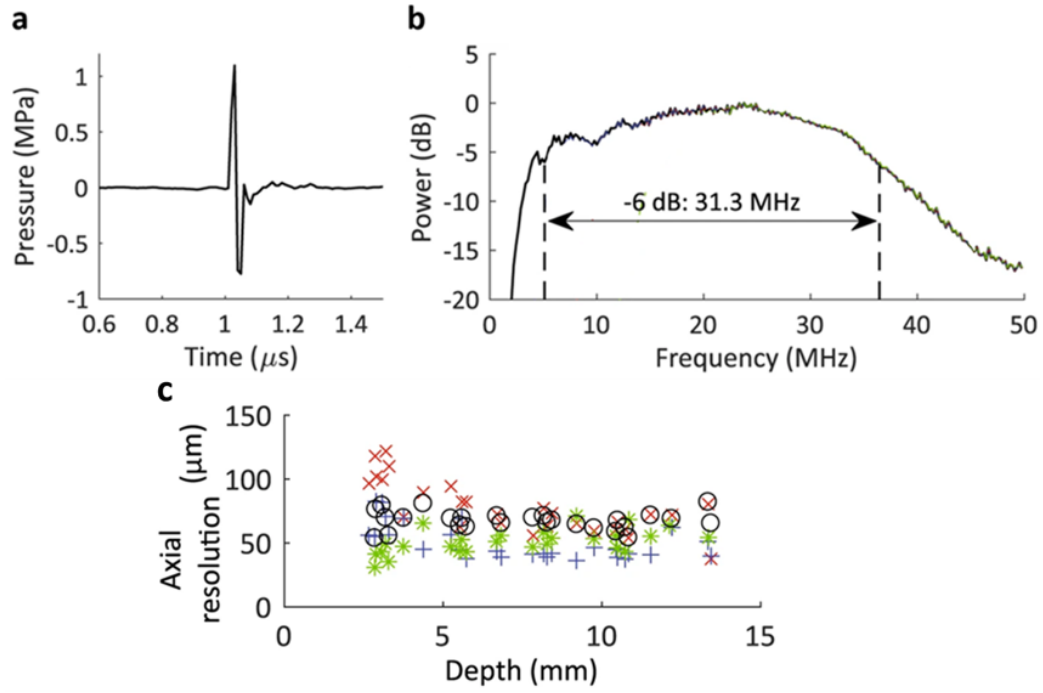 a
b
Pressure (MPa)
1
0.5
0
-0.5
-1
0.6 0.8 1 1.2 1.4
Time (μs)
Power (dB)
5
0
-5
-10
-15
-20
-6 dB: 31.3 MHz
0 10 20 30 40 50
Frequency (MHz)
c
Axial
resolution (μm)
150
100
50
0
0 5 10 15
Depth (mm)